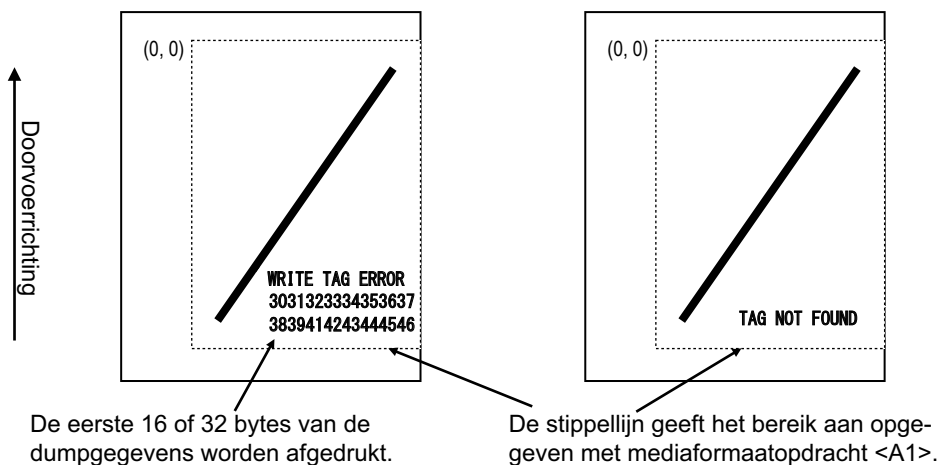 (0, 0)
(0, 0)
Doorvoerrichting
WRITE TAG ERROR
3031323334353637
3839414243444546
TAG NOT FOUND
De eerste 16 of 32 bytes van de
dumpgegevens worden afgedrukt.
De stippellijn geeft het bereik aan opge-
geven met mediaformaatopdracht <A1>.